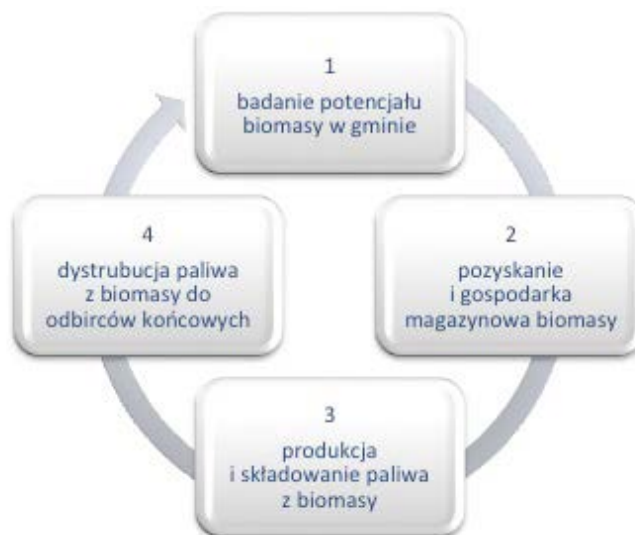 1
badanie potencjału
biomasy w gminie
2
pozyskanie
i gospodarka
magazynowa biomasy
3
produkcja
i składowanie paliwa
z biomasy
4
dystrubucja paliwa
z biomasy do
odbirców końcowych